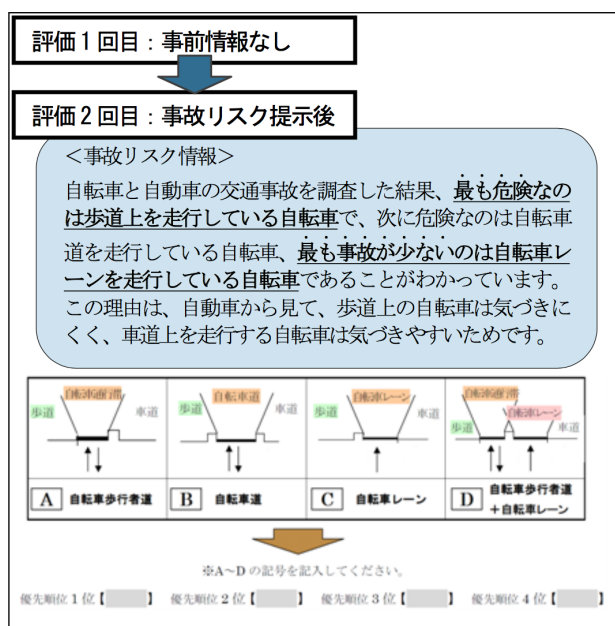 評価1回目：事前情報なし
評価2回目：事故リスク提示後
＜事故リスク情報＞
自転車と自動車の交通事故を調査した結果、最も危険なの
は歩道上を走行している自転車で、次に危険なのは自転車
道を走行している自転車、最も事故が少ないのは自転車レ
ーンを走行している自転車であることがわかっています。
この理由は、自動車から見て、歩道上の自転車は気づきに
くく、車道上を走行する自転車は気づきやすいためです。
自転車通行帯 自転車道 自転車レーン 自転車通行帯
歩道 車道 歩道 車道 歩道 車道 歩道 自転車レーン 車道
A 自転車歩行者道 B 自転車道 C 自転車レーン D 自転車歩行者道
＋自転車レーン
※A～Dの記号を記入してください。
優先順位1位【 】 優先順位2位【 】 優先順位3位【 】 優先順位4位【 】